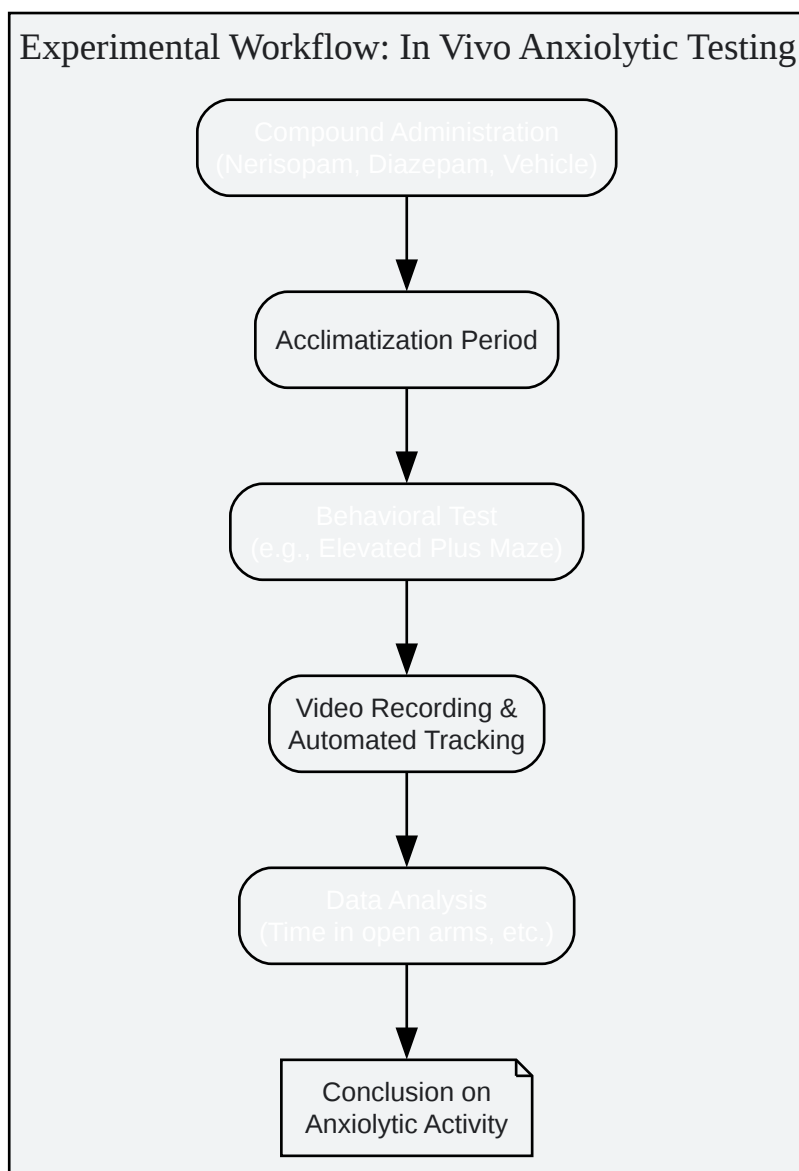 Experimental Workflow: In Vivo Anxiolytic Testing
Compound Administration
(Nerisopam, Diazepam, Vehicle)
Acclimatization Period
Behavioral Test
(e.g., Elevated Plus Maze)
Video Recording &
Automated Tracking
Data Analysis
(Time in open arms, etc.)
Conclusion on
Anxiolytic Activity